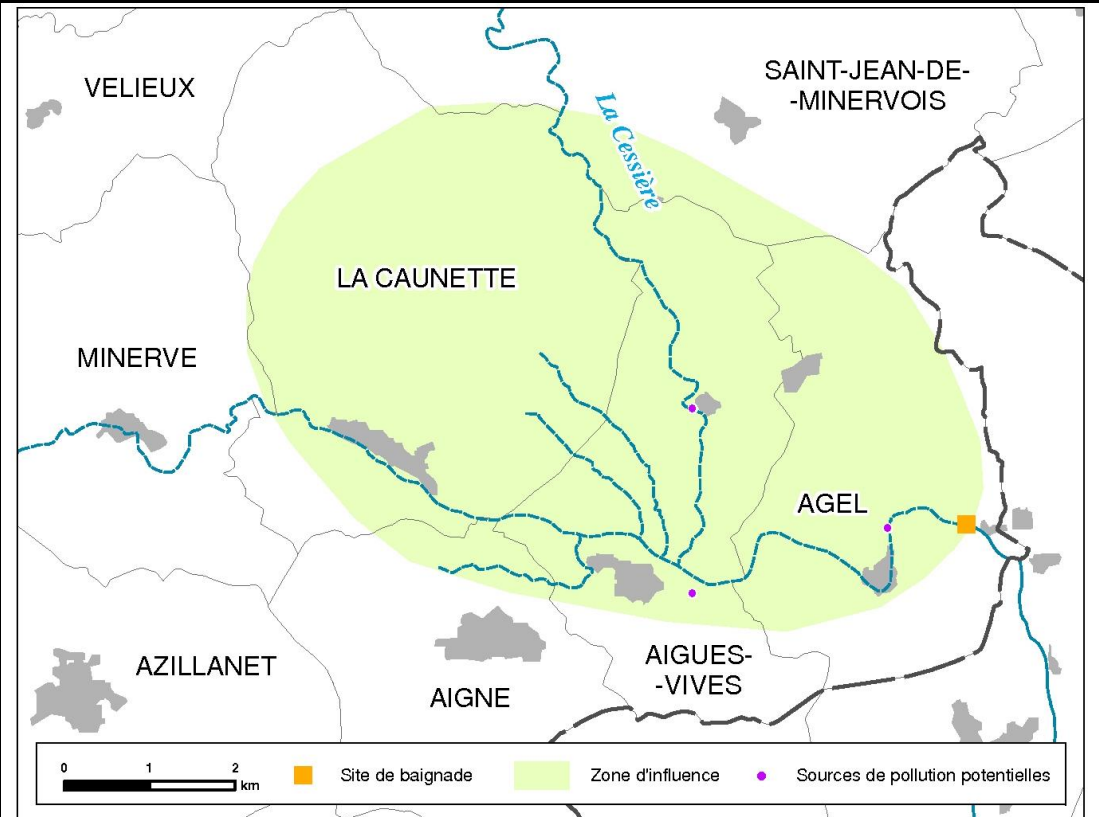 VELIEUX
SAINT-JEAN-DE-
-MINERVOIS
La Cessière
LA CAUNETTE
MINERVE
AGEL
AZILLANET
AIGNE
AIGUES-
-VIVES
0 1 2
km
Site de baignade
Zone d'influence
Sources de pollution potentielles